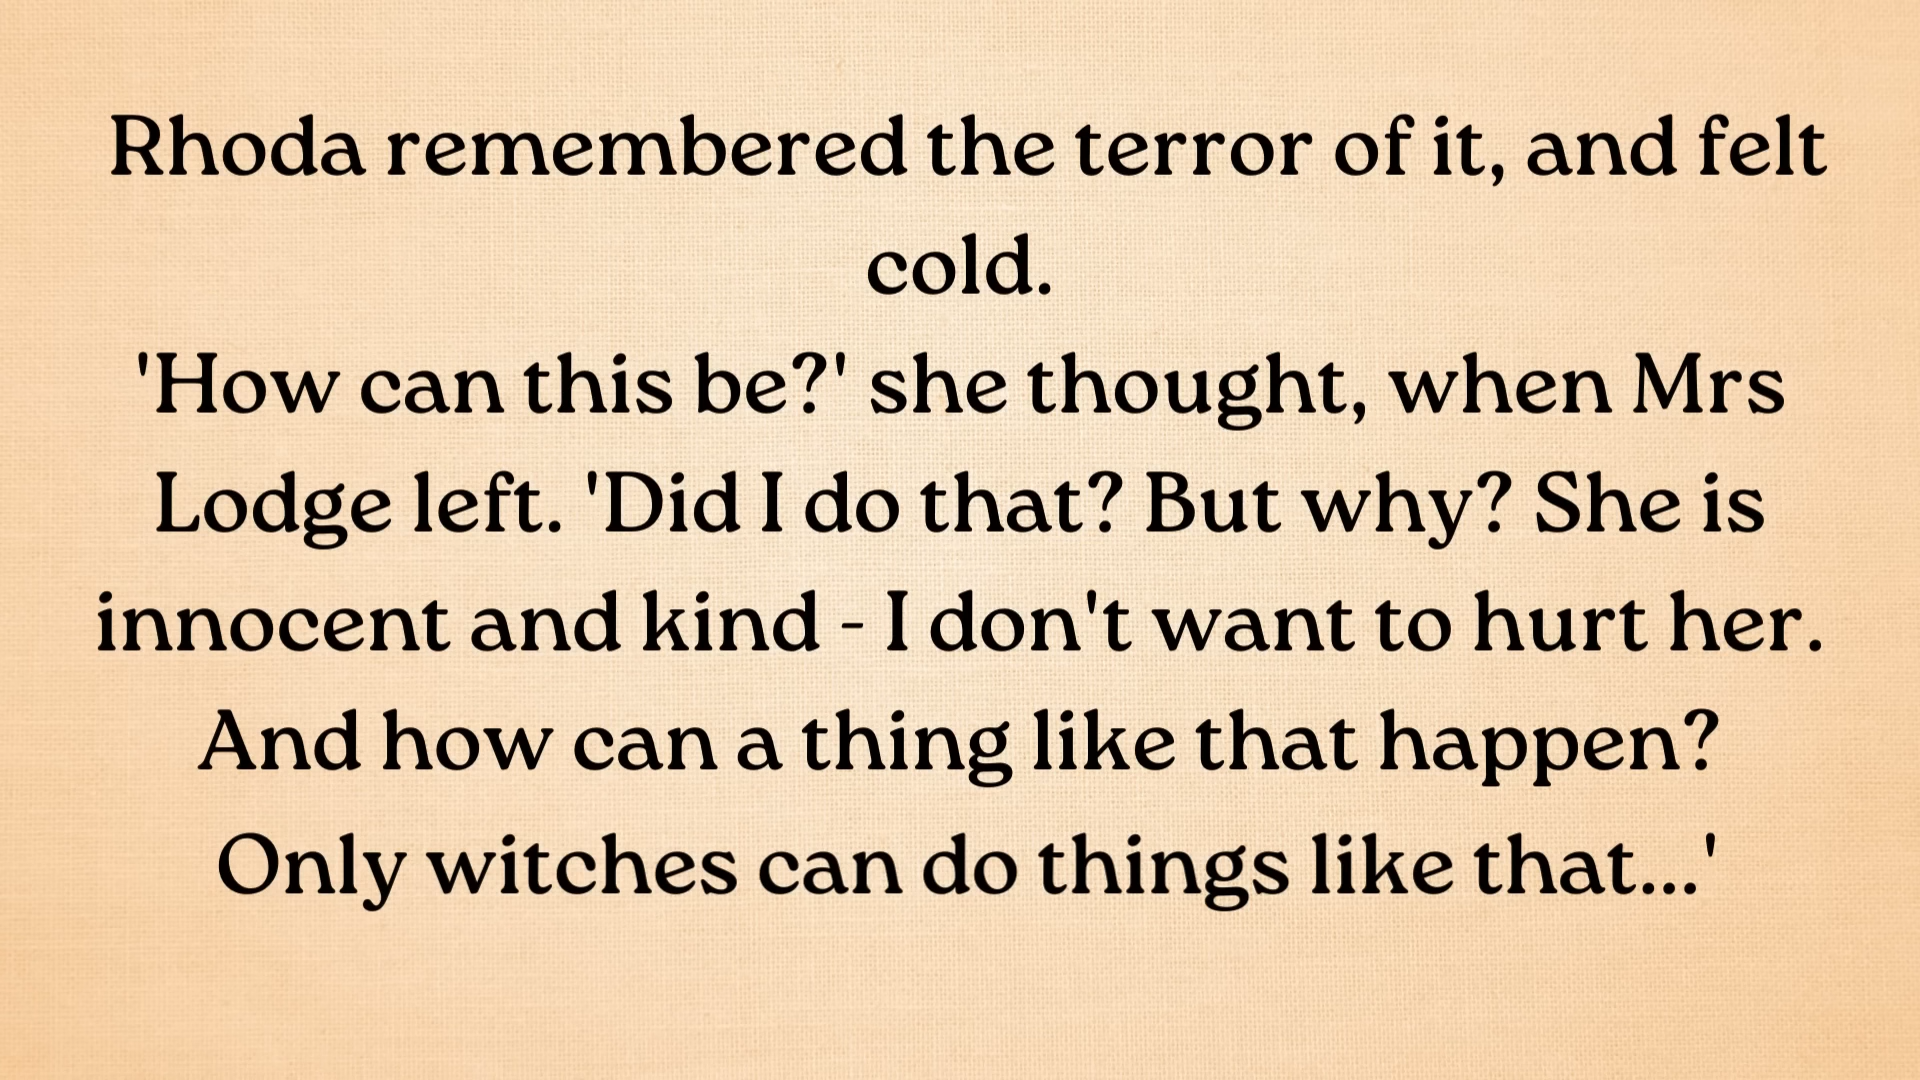 Rhoda remembered the terror of it, and felt
cold.
'How can this be?' she thought, when Mrs
Lodge left. 'Did I do that? But why? She is
innocent and kind - I don't want to hurt her.
And how can a thing like that happen?
Only witches can do things like that...'